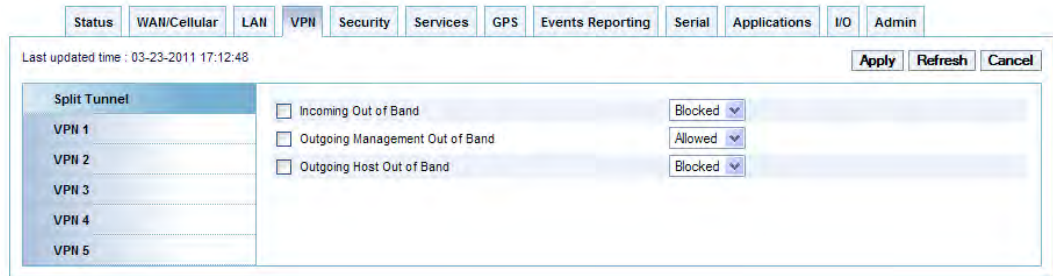 Status WAN/Cellular LAN VPN Security Services GPS Events Reporting Serial Applications I/O Admin
Last updated time : 03-23-2011 17:12:48 Apply Refresh Cancel
Split Tunnel
Incoming Out of Band Blocked
VPN 1
Outgoing Management Out of Band Allowed
VPN 2
Outgoing Host Out of Band Blocked
VPN 3
VPN 4
VPN 5